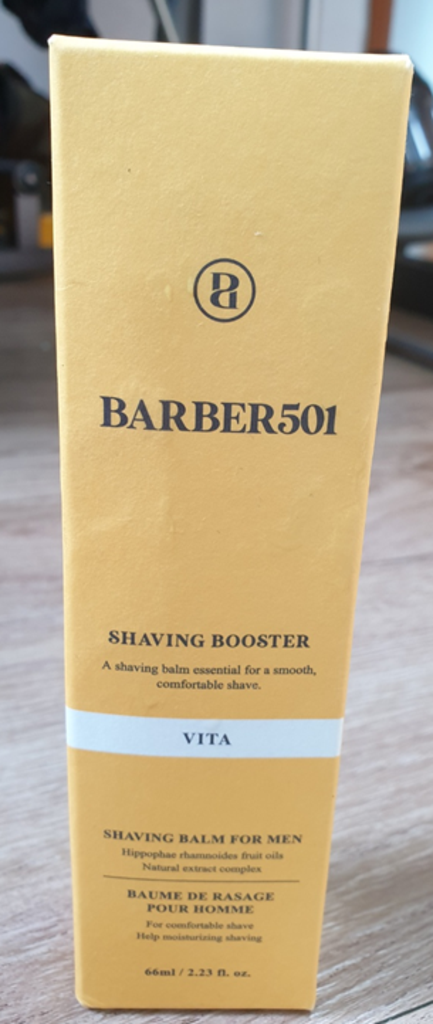 BARBER501
SHAVING BOOSTER
A shaving balm essential for a smooth,
comfortable shave.
VITA
SHAVING BALM FOR MEN
Hippophae rhamnoides fruit oils
Natural extract complex
BAUME DE RASAGE
POUR HOMME
For comfortable shave
Help moisturizing shaving
66ml / 2.23 fl. oz.